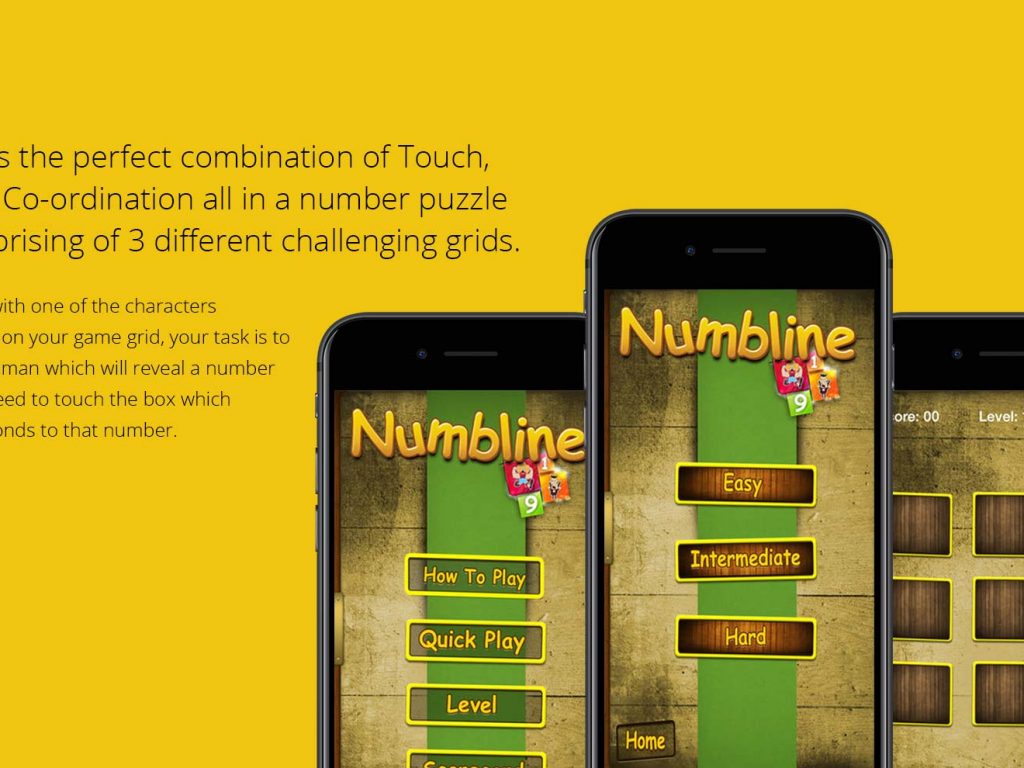 s the perfect combination of Touch,
Co-ordination all in a number puzzle
prising of 3 different challenging grids.
with one of the characters
on your game grid, your task is to
man which will reveal a number
eed to touch the box which
onds to that number.
Numbline
1
9
How To Play
Quick Play
Level
Numbline
1
9
Easy
Intermediate
Hard
Home
ore: 00 Level: